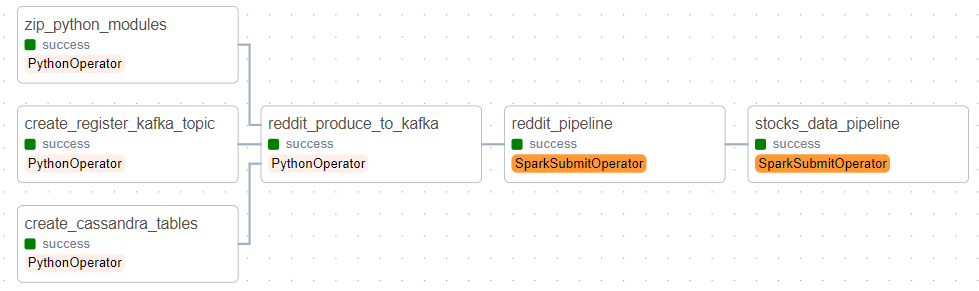 zip_python_modules
success
PythonOperator
create_register_kafka_topic
success
PythonOperator
create_cassandra_tables
success
PythonOperator
reddit_produce_to_kafka
success
PythonOperator
reddit_pipeline
success
SparkSubmitOperator
stocks_data_pipeline
success
SparkSubmitOperator